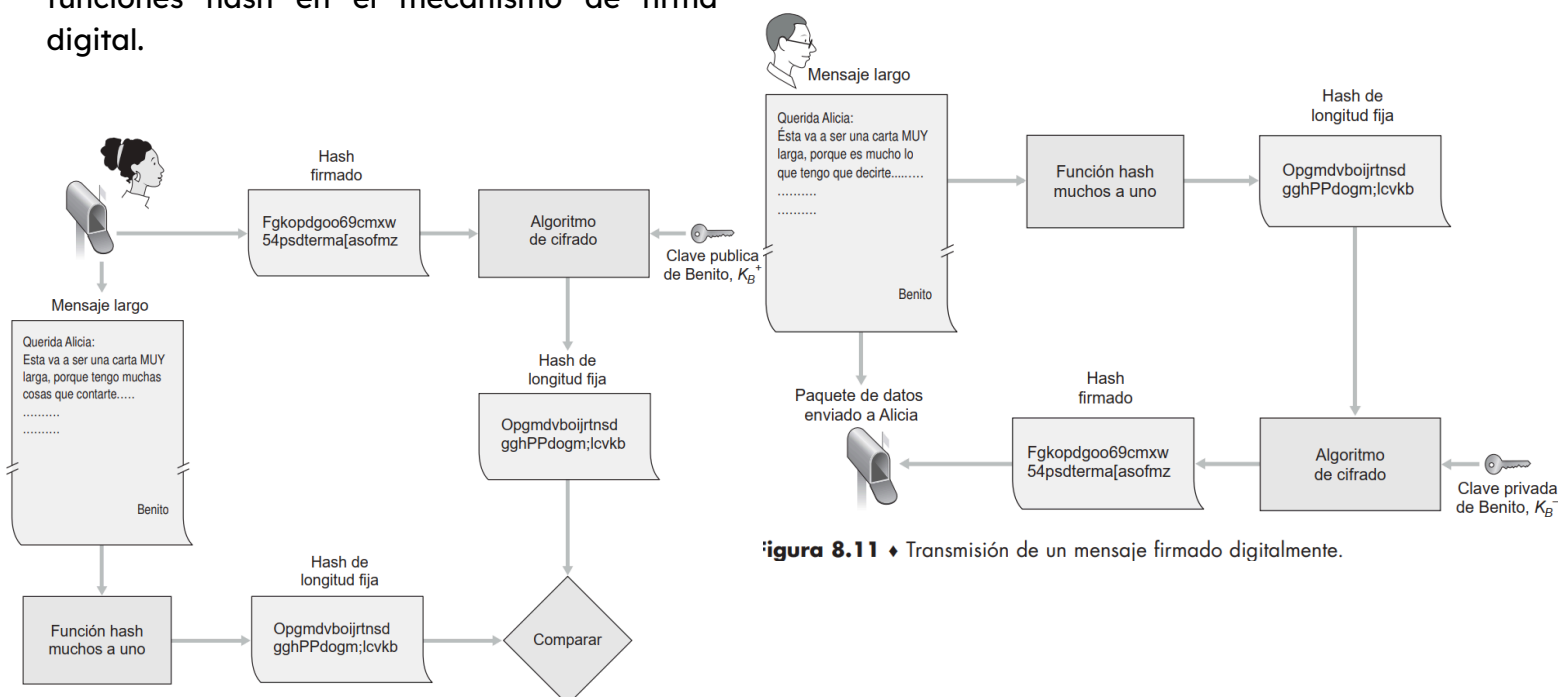 funciones hash en el mecanismo de firma
digital.
Hash
firmado
Fgkopdgoo69cmxw
54psdterma[asofmz
Algoritmo
de cifrado
Clave publica
de Benito, K_B^+
Mensaje largo
Querida Alicia:
Esta va a ser una carta MUY
larga, porque tengo muchas
cosas que contarte.....
..........
..........
Benito
Hash de
longitud fija
Opgmdvboijrtnsd
gghPPdogm;lcvkb
Función hash
muchos a uno
Hash de
longitud fija
Opgmdvboijrtnsd
gghPPdogm;lcvkb
Comparar
Mensaje largo
Querida Alicia:
Ésta va a ser una carta MUY
larga, porque es mucho lo
que tengo que decirte........
..........
..........
Benito
Función hash
muchos a uno
Hash de
longitud fija
Opgmdvboijrtnsd
gghPPdogm;lcvkb
Paquete de datos
enviado a Alicia
Hash
firmado
Fgkopdgoo69cmxw
54psdterma[asofmz
Algoritmo
de cifrado
Clave privada
de Benito, K_B^-
igura 8.11 ♦ Transmisión de un mensaje firmado digitalmente.